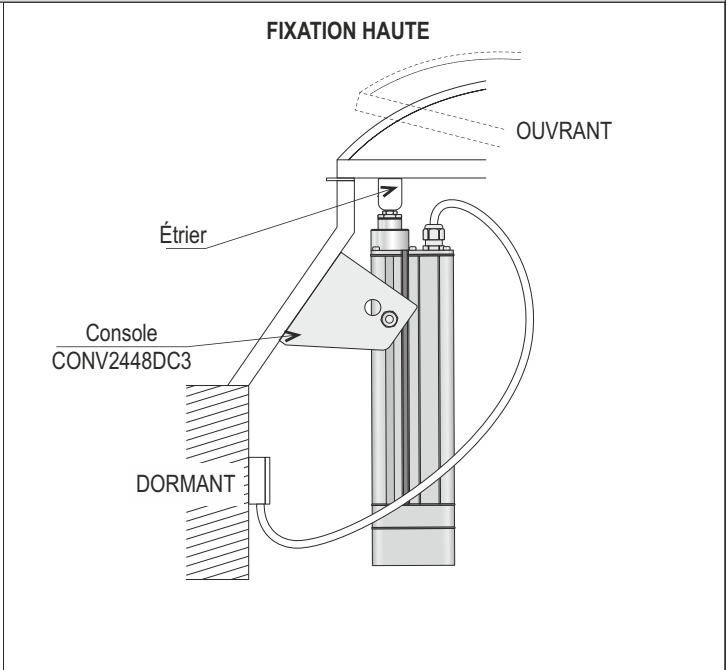 FIXATION HAUTE
OUVRANT
Étrier
Console
CONV2448DC3
DORMANT